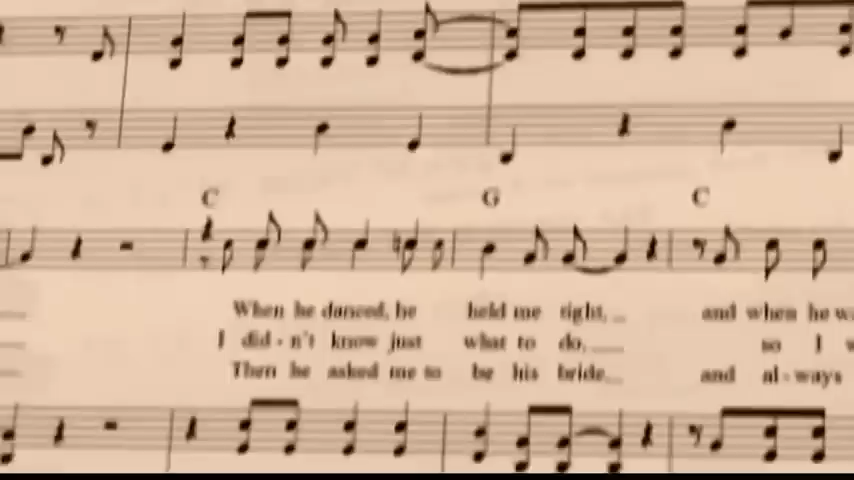 C G C
When he danced, he held me tight, and when he wa
I did - n't know just what to do, so I w
Then he asked me to be his bride, and al - ways